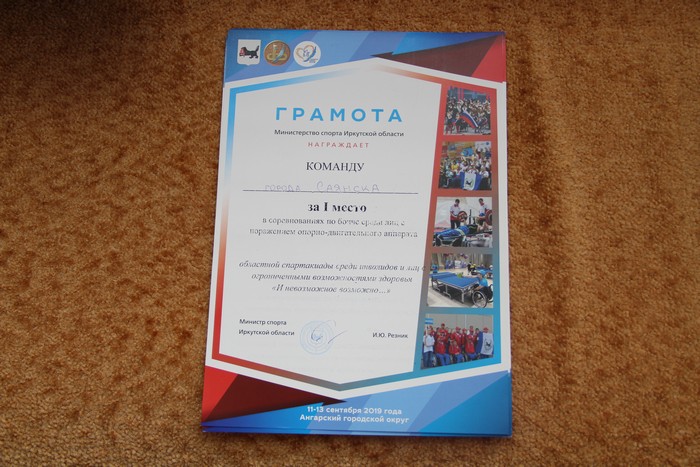 ГРАМОТА
Министерство спорта Иркутской области
НАГРАЖДАЕТ
КОМАНДУ
города Саянска
за I место
в соревнованиях по бочче среди лиц с
поражением опорно-двигательного аппарата
областной спартакиады среди инвалидов и лиц с
ограниченными возможностями здоровья
«И невозможное возможно…»
Министр спорта
Иркутской области
И.Ю. Резник
11-13 сентября 2019 года
Ангарский городской округ